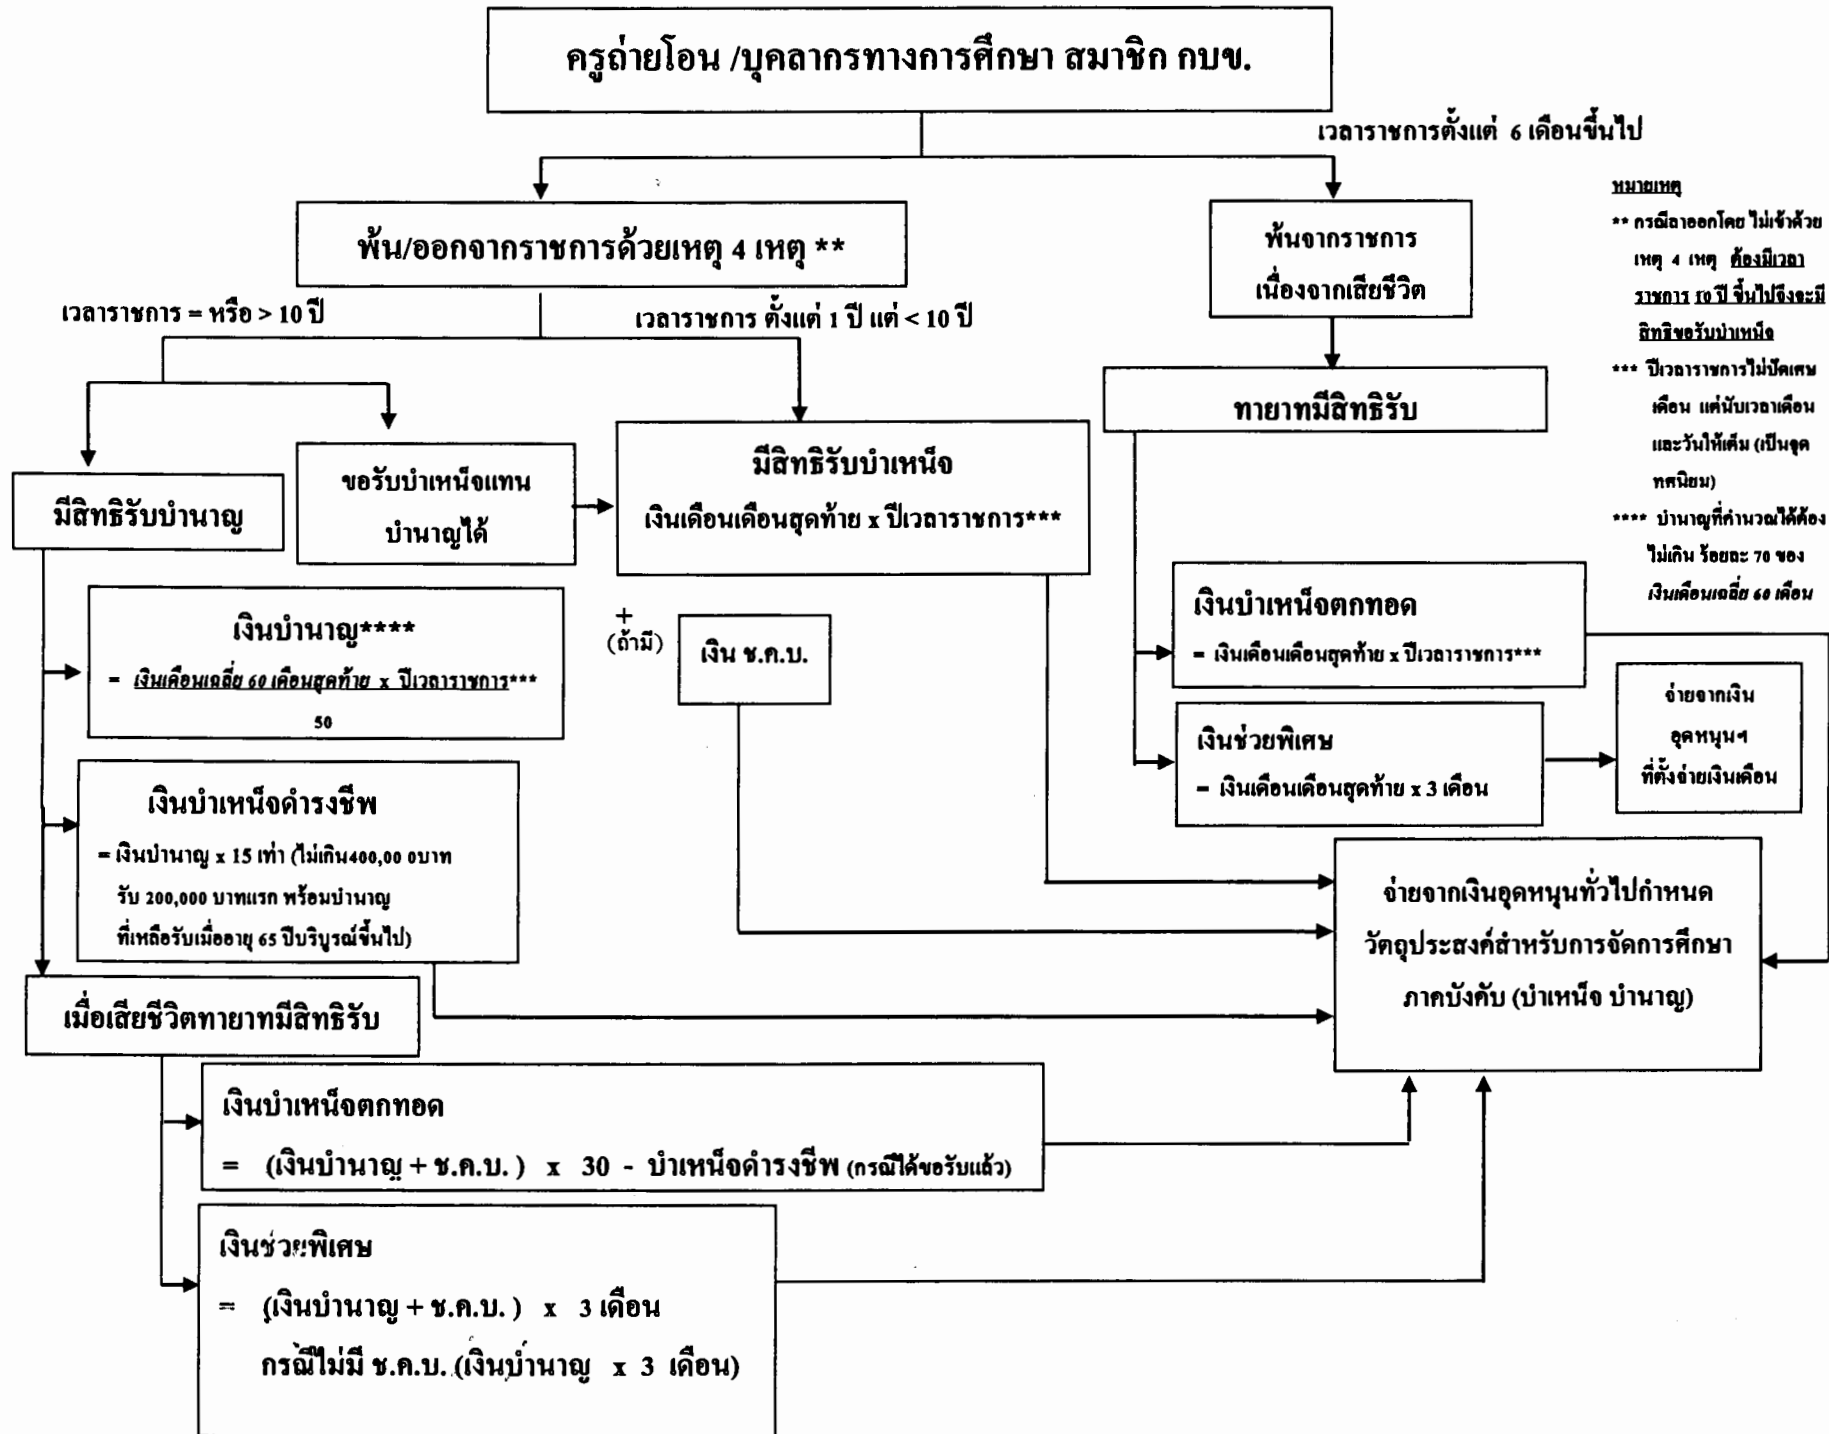 ครูถ่ายโอน /บุคลากรทางการศึกษา สมาชิก กบข.
เวลาราชการตั้งแต่ 6 เดือนขึ้นไป
พ้น/ออกจากราชการด้วยเหตุ 4 เหตุ **
พ้นจากราชการ
เนื่องจากเสียชีวิต
หมายเหตุ
** กรณีลาออกโดย ไม่เข้าด้วย
เหตุ 4 เหตุ ต้องมีเวลา
ราชการ 10 ปี ขึ้นไปจึงจะมี
สิทธิขอรับบำเหน็จ
*** ปีเวลาราชการไม่ปัดเศษ
เดือน แต่นับเวลาเดือน
และวันให้เต็ม (เป็นจุด
ทศนิยม)
**** บำนาญที่คำนวณได้ต้อง
ไม่เกิน ร้อยละ 70 ของ
เงินเดือนเฉลี่ย 60 เดือน
เวลาราชการ = หรือ > 10 ปี
เวลาราชการ ตั้งแต่ 1 ปี แต่ < 10 ปี
ทายาทมีสิทธิรับ
มีสิทธิรับบำนาญ
ขอรับบำเหน็จแทน
บำนาญได้
มีสิทธิรับบำเหน็จ
เงินเดือนเดือนสุดท้าย x ปีเวลาราชการ***
เงินบำนาญ****
= เงินเดือนเฉลี่ย 60 เดือนสุดท้าย x ปีเวลาราชการ***
50
+
(ถ้ามี)
เงิน ช.ค.บ.
เงินบำเหน็จตกทอด
= เงินเดือนเดือนสุดท้าย x ปีเวลาราชการ***
เงินช่วยพิเศษ
= เงินเดือนเดือนสุดท้าย x 3 เดือน
จ่ายจากเงิน
อุดหนุนฯ
ที่ตั้งจ่ายเงินเดือน
เงินบำเหน็จดำรงชีพ
= เงินบำนาญ x 15 เท่า (ไม่เกิน400,00 0บาท
รับ 200,000 บาทแรก พร้อมบำนาญ
ที่เหลือรับเมื่ออายุ 65 ปีบริบูรณ์ขึ้นไป)
จ่ายจากเงินอุดหนุนทั่วไปกำหนด
วัตถุประสงค์สำหรับการจัดการศึกษา
ภาคบังคับ (บำเหน็จ บำนาญ)
เมื่อเสียชีวิตทายาทมีสิทธิรับ
เงินบำเหน็จตกทอด
= (เงินบำนาญ + ช.ค.บ. ) x 30 - บำเหน็จดำรงชีพ (กรณีได้ขอรับแล้ว)
เงินช่วยพิเศษ
= (เงินบำนาญ + ช.ค.บ. ) x 3 เดือน
กรณีไม่มี ช.ค.บ. (เงินบำนาญ x 3 เดือน)